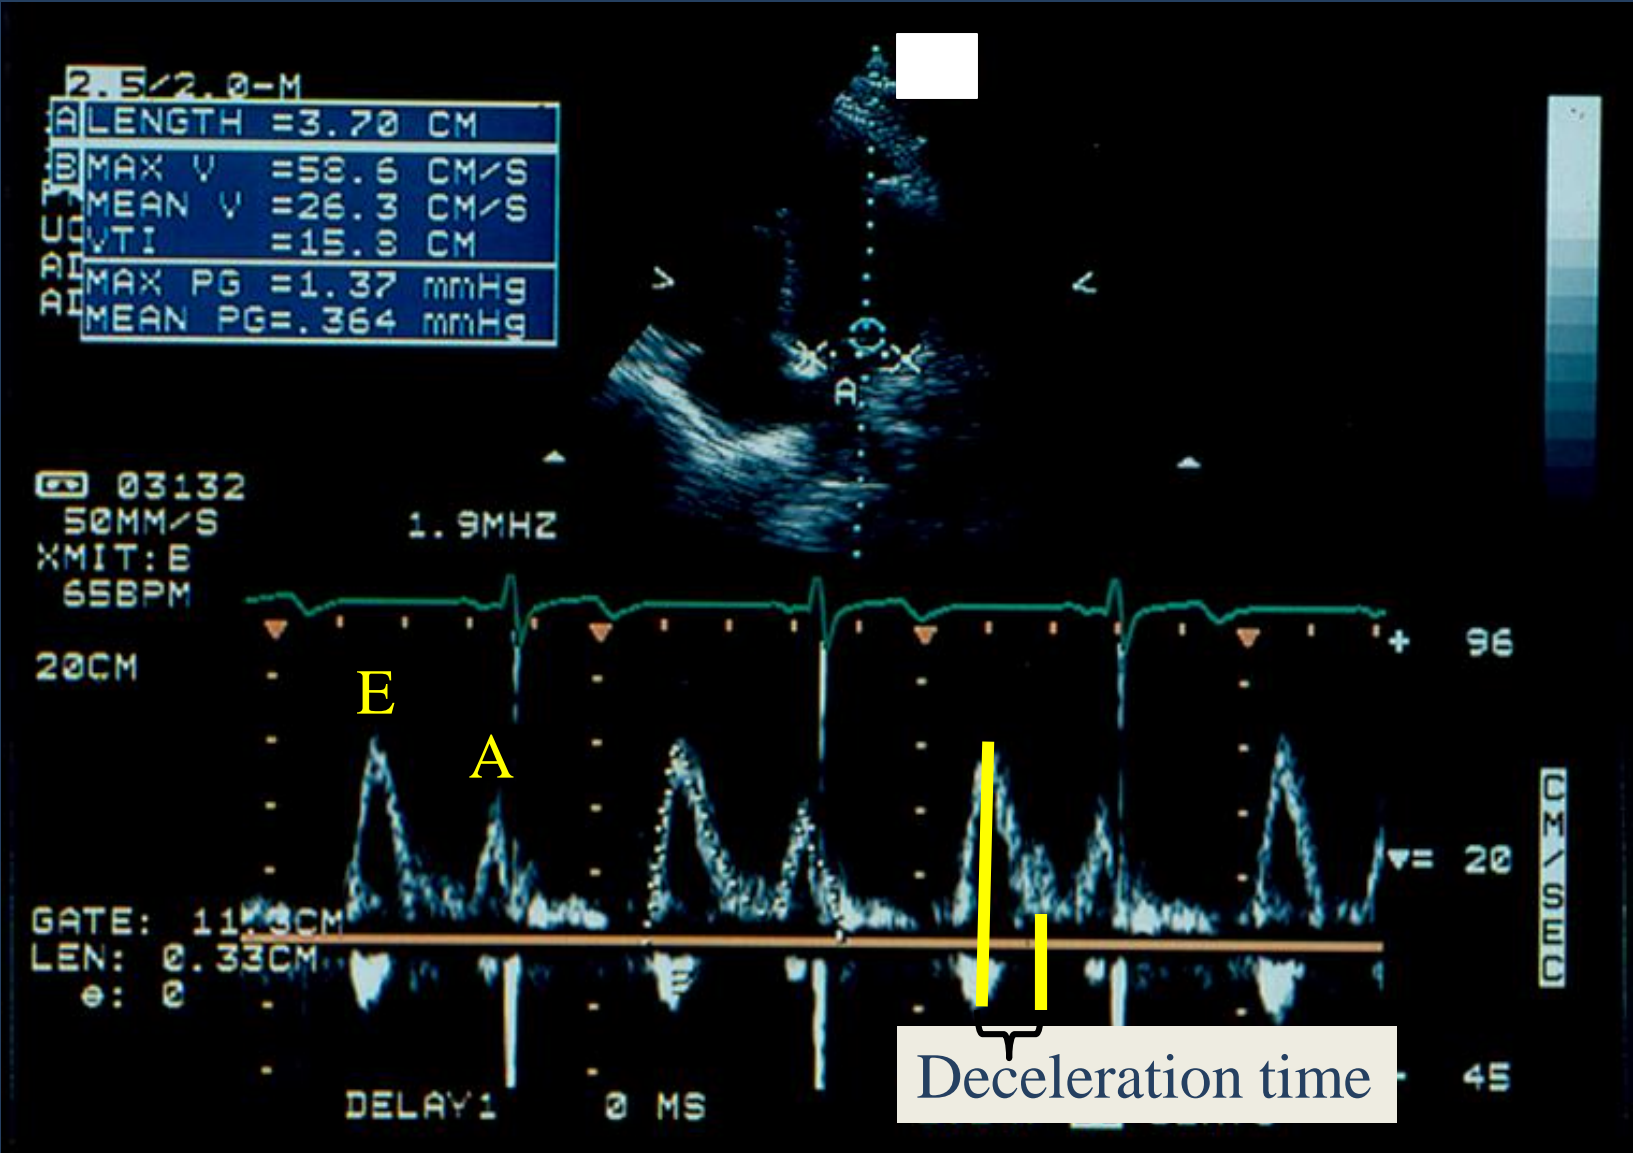 2.5/2.0-M
A LENGTH =3.70 CM
B MAX V =58.6 CM/S
MEAN V =26.3 CM/S
VTI =15.8 CM
MAX PG =1.37 mmHg
MEAN PG=.364 mmHg
A
03132
50MM/S
1.9MHZ
XMIT:E
65BPM
20CM
+ 96
E
A
CM/SEC
= 20
GATE: 11.3CM
LEN: 0.33CM
θ: 0
B
Deceleration time
- 45
DELAY1 0 MS